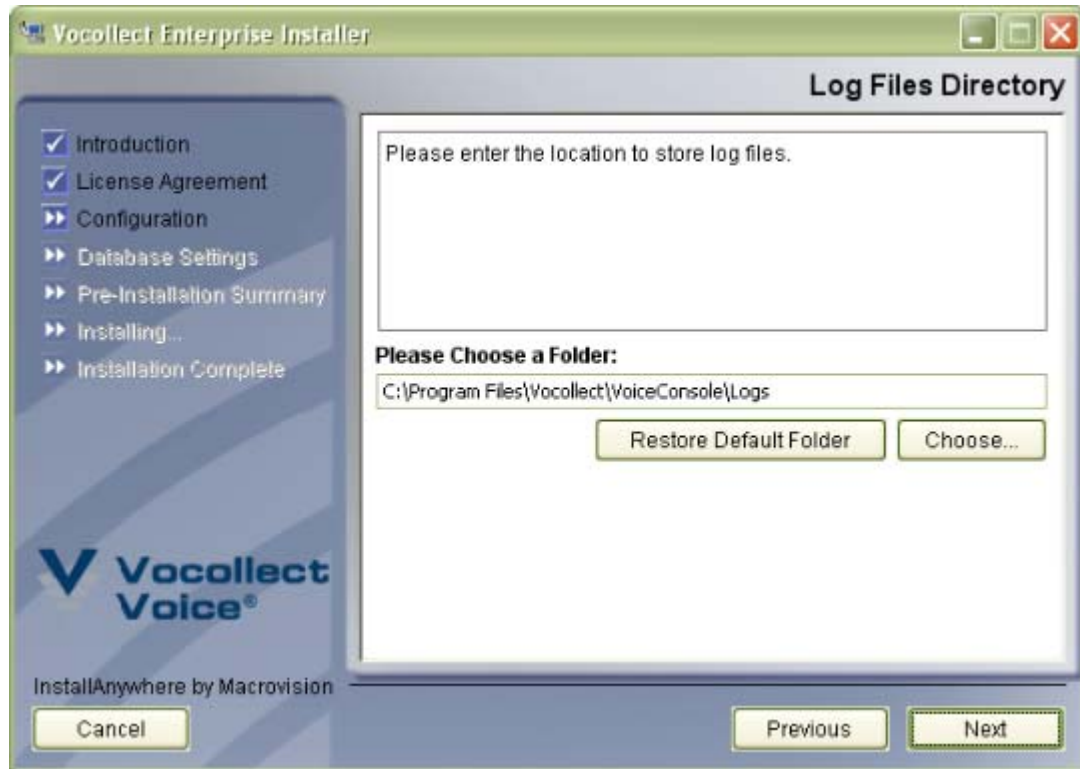 Vocollect Enterprise Installer
Log Files Directory
Introduction
License Agreement
Configuration
Database Settings
Pre-Installation Summary
Installing...
Installation Complete
Please enter the location to store log files.
Please Choose a Folder:
C:\Program Files\Vocollect\VoiceConsole\Logs
Restore Default Folder
Choose...
Vocollect
Voice®
InstallAnywhere by Macrovision
Cancel
Previous
Next